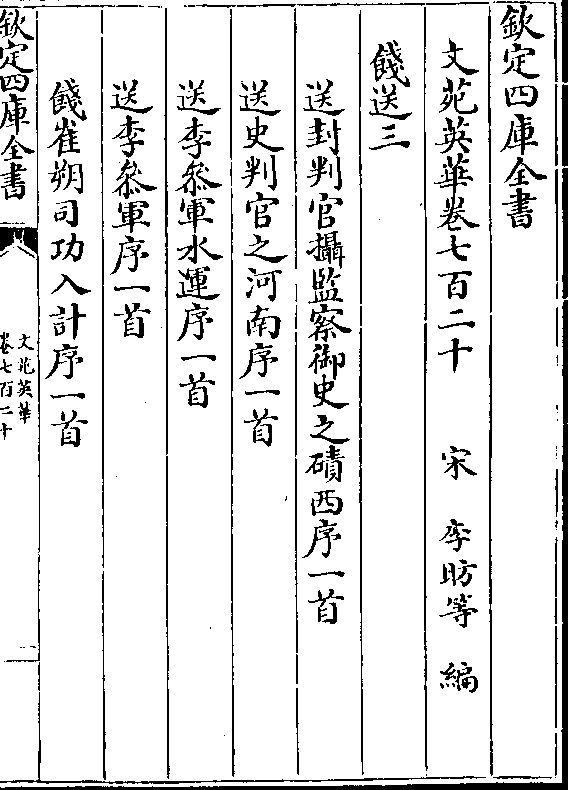 欽定四庫全書
文苑英華卷七百二十　宋　李昉等　編
餞送三
送封判官攝監察御史之磧西序一首
送史判官之河南序一首
送李叅軍水運序一首
送李叅軍序一首
餞崔朔司功入計序一首
欽定四庫全書
文苑英華
卷七百二十
一